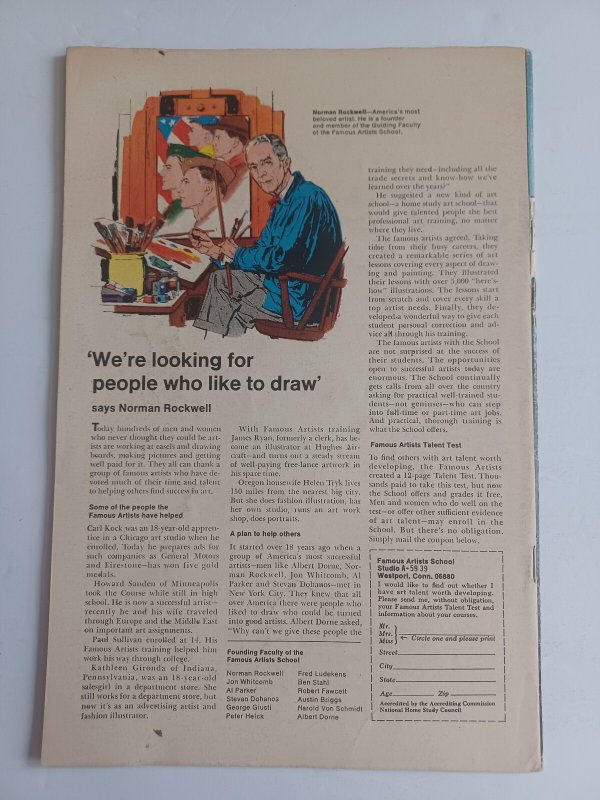 Norman Rockwell—America's most
beloved artist. He is a founder
and member of the Guiding Faculty
of the Famous Artists School.
'We're looking for
people who like to draw'
says Norman Rockwell
Today hundreds of men and women
who never thought they could be art-
ists are working at easels and drawing
boards, making pictures and getting
well paid for it. They all can thank a
group of famous artists who have de-
voted much of their time and talent
to helping others find success in art.
Some of the people the
Famous Artists have helped
Carl Kock was an 18-year-old appren-
tice in a Chicago art studio when he
enrolled. Today he prepares ads for
such companies as General Motors
and Firestone—has won five gold
medals.
Howard Sanden of Minneapolis
took the Course while still in high
school. He is now a successful artist—
recently he and his wife traveled
through Europe and the Middle East
on important art assignments.
Paul Sullivan enrolled at 14. His
Famous Artists training helped him
work his way through college.
Kathleen Gironda of Indiana,
Pennsylvania, was an 18-year-old
salesgirl in a department store. She
still works for a department store, but
now it's as an advertising artist and
fashion illustrator.
With Famous Artists training
James Ryan, formerly a clerk, has be-
come an illustrator at Hughes Air-
craft—and turns out a steady stream
of well-paying free-lance artwork in
his spare time.
Oregon housewife Helen Tryk lives
150 miles from the nearest big city.
But she does fashion illustration, has
her own studio, runs an art work
shop, does portraits.
A plan to help others
It started over 18 years ago when a
group of America's most successful
artists—men like Albert Dorne, Nor-
man Rockwell, Jon Whitcomb, Al
Parker and Stevan Dohanos—met in
New York City. They knew that all
over America there were people who
liked to draw who could be turned
into good artists. Albert Dorne asked,
"Why can't we give these people the
Founding Faculty of the
Famous Artists School
Norman Rockwell
Jon Whitcomb
Al Parker
Stevan Dohanos
George Giusti
Peter Helck
Fred Ludekens
Ben Stahl
Robert Fawcett
Austin Briggs
Harold Von Schmidt
Albert Dorne
training they need—including all the
trade secrets and know-how we've
learned over the years?"
He suggested a new kind of art
school—a home study art school—that
would give talented people the best
professional art training, no matter
where they live.
The famous artists agreed. Taking
time from their busy careers, they
created a remarkable series of art
lessons covering every aspect of draw-
ing and painting. They illustrated
their lessons with over 5,000 "here's-
how" illustrations. The lessons start
from scratch and cover every skill a
top artist needs. Finally, they de-
veloped a wonderful way to give each
student personal correction and ad-
vice all through his training.
The famous artists with the School
are not surprised at the success of
their students. The opportunities
open to successful artists today are
enormous. The School continually
gets calls from all over the country
asking for practical well-trained stu-
dents—not geniuses—who can step
into full-time or part-time art jobs.
And practical, thorough training is
what the School offers.
Famous Artists Talent Test
To find others with art talent worth
developing, the Famous Artists
created a 12-page Talent Test. Thou-
sands paid to take this test, but now
the School offers and grades it free.
Men and women who do well on the
test—or offer other sufficient evidence
of art talent—may enroll in the
School. But there's no obligation.
Simply mail the coupon below.
Famous Artists School
Studio A-5939
Westport, Conn. 06880
I would like to find out whether I
have art talent worth developing.
Please send me, without obligation,
your Famous Artists Talent Test and
information about your courses.
Mr.
Mrs.
Miss
← Circle one and please print
Street
City
State
Age Zip
Accredited by the Accrediting Commission
National Home Study Council